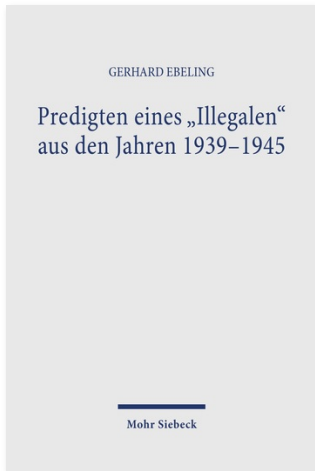 GERHARD EBELING
Predigten eines „Illegalen“
aus den Jahren 1939–1945
Mohr Siebeck